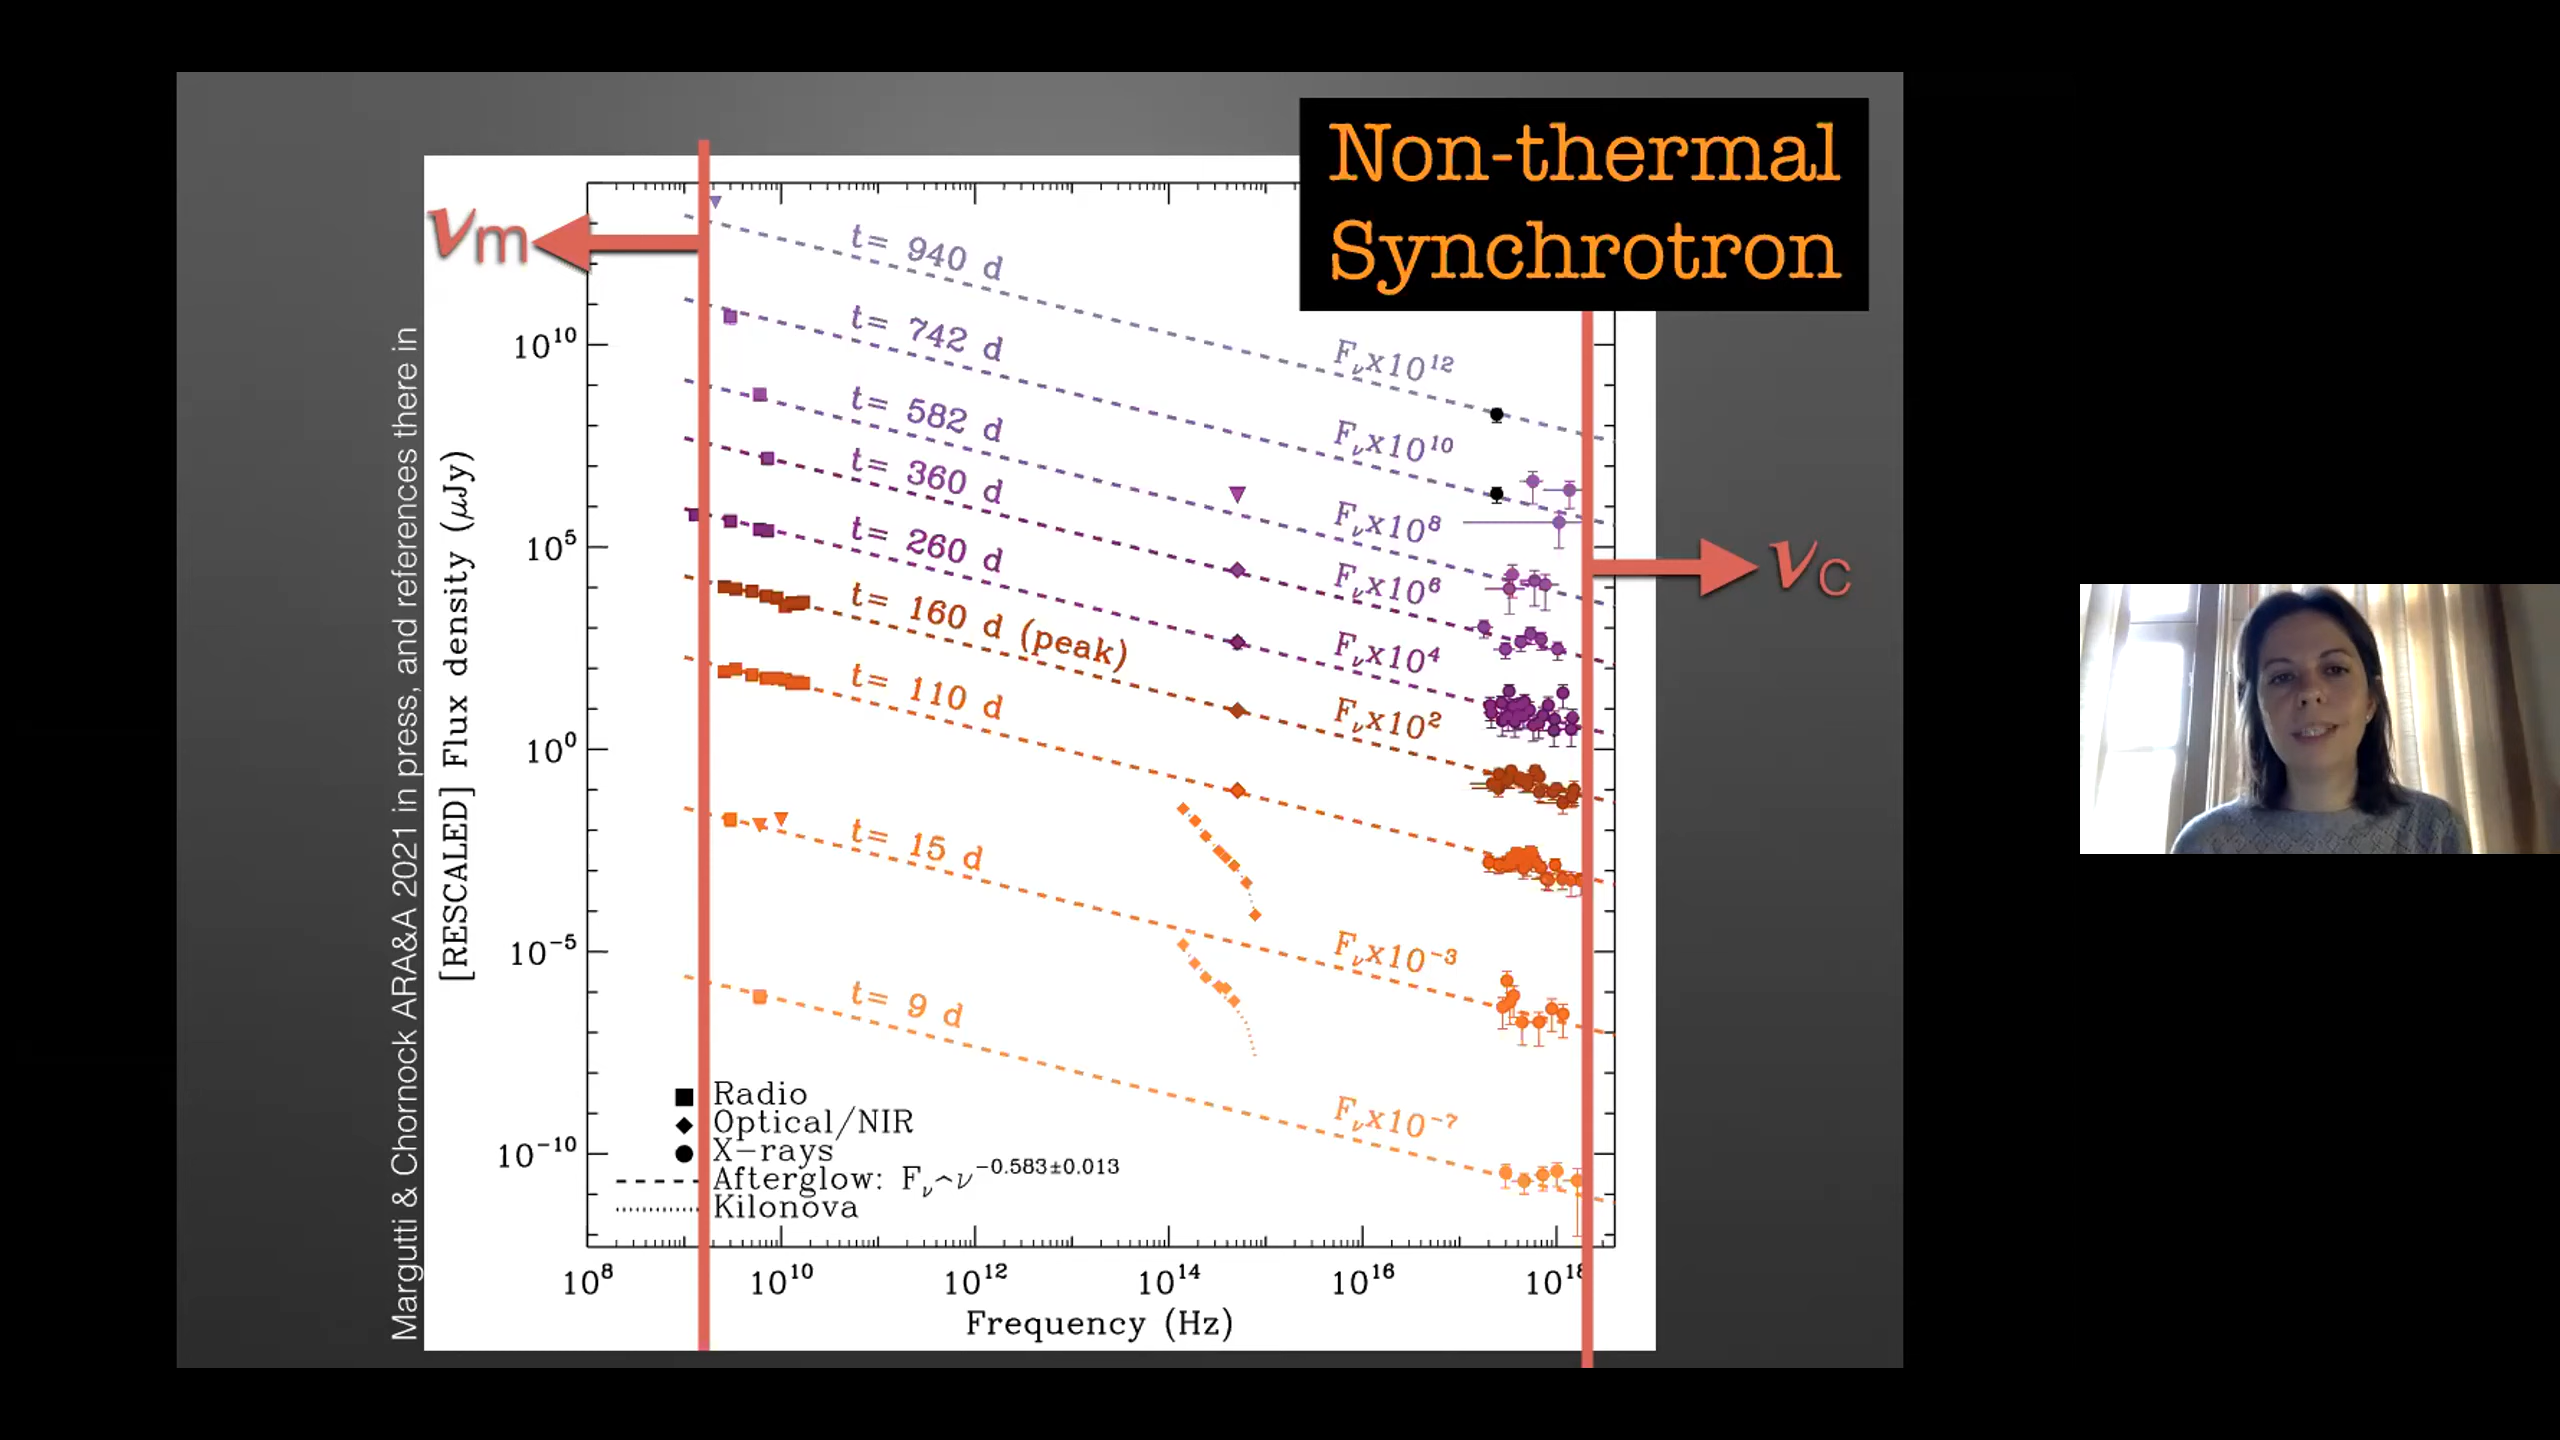 Non-thermal
Synchrotron
νm
νc
Margutti & Chornock ARA&A 2021 in press, and references there in
[RESCALED] Flux density (μJy)
10¹⁰
10⁵
10⁰
10⁻⁵
10⁻¹⁰
t= 940 d
Fνx10¹²
t= 742 d
Fνx10¹⁰
t= 582 d
Fνx10⁸
t= 360 d
Fνx10⁶
t= 260 d
Fνx10⁴
t= 160 d (peak)
Fνx10²
t= 110 d
t= 15 d
Fνx10⁻³
t= 9 d
Fνx10⁻⁷
Radio
Optical/NIR
X-rays
Afterglow: Fν~ν⁻⁰·⁵⁸³±⁰·⁰¹³
Kilonova
10⁸ 10¹⁰ 10¹² 10¹⁴ 10¹⁶ 10¹⁸
Frequency (Hz)